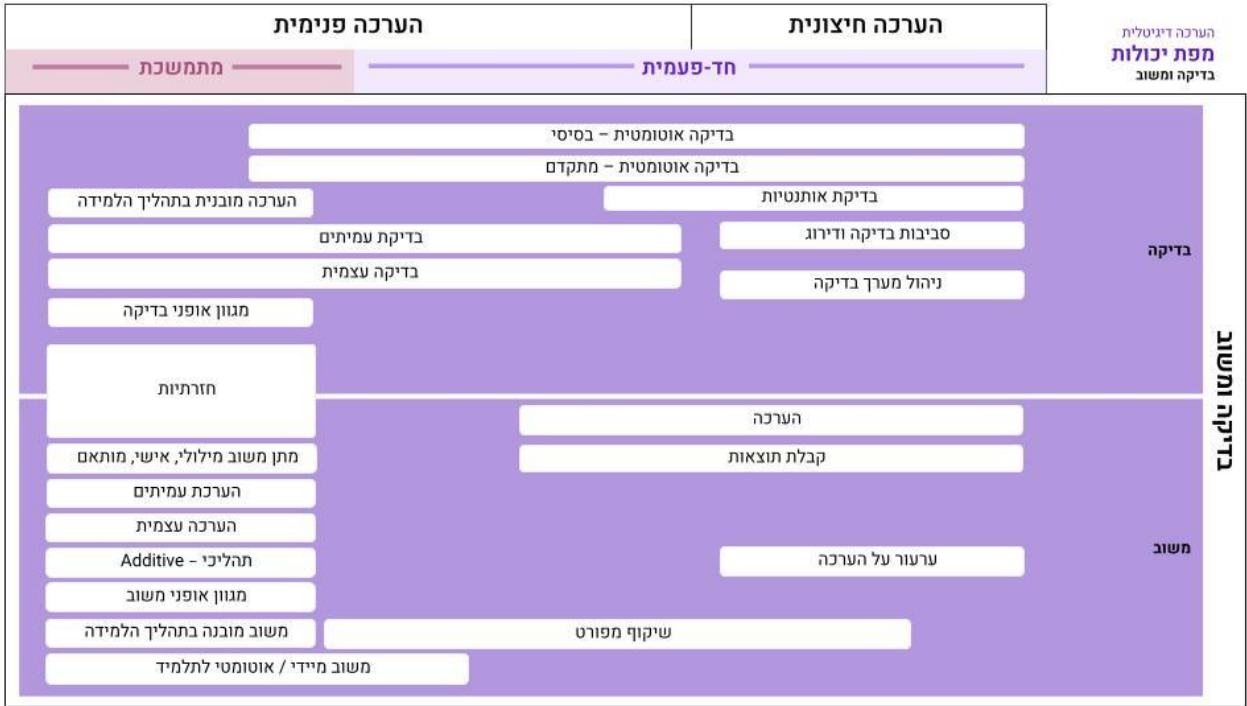 הערכה דיגיטלית
מפת יכולות
בדיקה ומשוב
הערכה חיצונית
הערכה פנימית
חד-פעמית
מתמשכת
בדיקה ומשוב
בדיקה
בדיקה אוטומטית – בסיסי
בדיקה אוטומטית – מתקדם
בדיקת אותנטיות
הערכה מובנית בתהליך הלמידה
סביבות בדיקה ודירוג
בדיקת עמיתים
בדיקה עצמית
ניהול מערך בדיקה
מגוון אופני בדיקה
חזרתיות
משוב
הערכה
קבלת תוצאות
מתן משוב מילולי, אישי, מותאם
הערכת עמיתים
הערכה עצמית
ערעור על הערכה
תהליכי – Additive
מגוון אופני משוב
שיקוף מפורט
משוב מובנה בתהליך הלמידה
משוב מיידי / אוטומטי לתלמיד